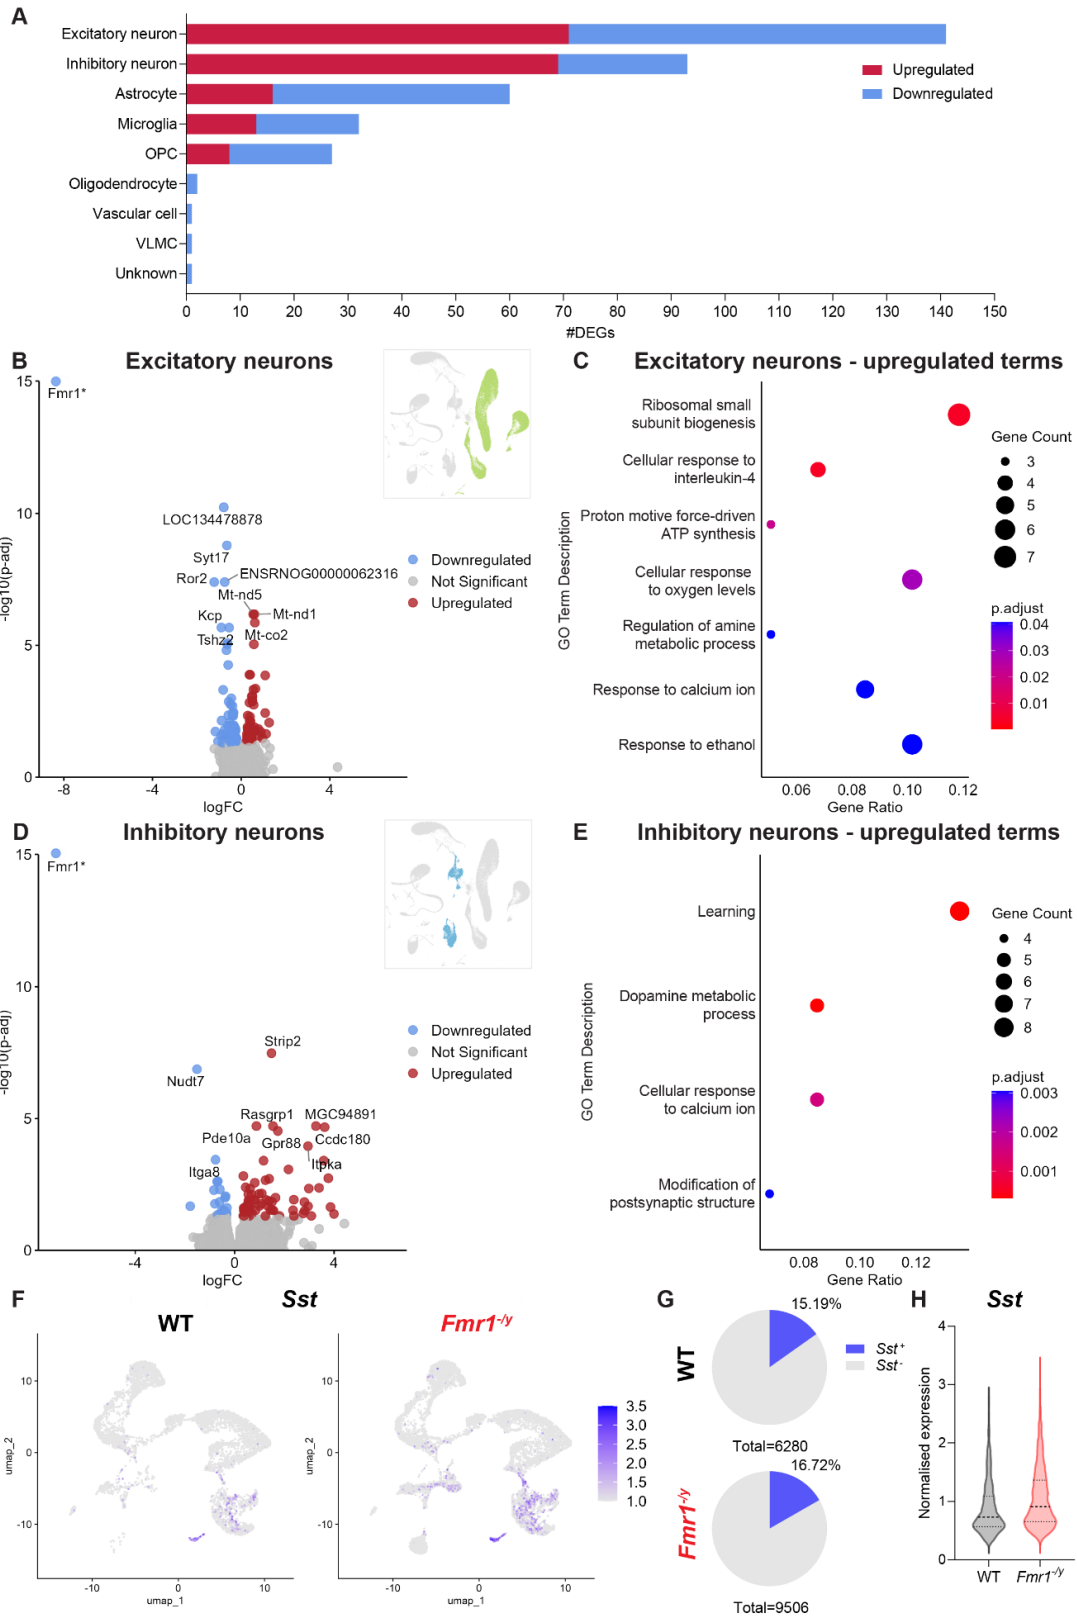 A
Excitatory neuron
Inhibitory neuron
Astrocyte
Microglia
OPC
Oligodendrocyte
Vascular cell
VLMC
Unknown
Upregulated
Downregulated
0 10 20 30 40 50 60 70 80 90 100 110 120 130 140 150
#DEGs
B
Excitatory neurons
-log10(p-adj)
15
10
5
0
Fmr1*
LOC134478878
Syt17
Ror2
ENSRNOG00000062316
Mt-nd5
Kcp
Mt-nd1
Tshz2
Mt-co2
Downregulated
Not Significant
Upregulated
-8 -4 0 4
logFC
C
Excitatory neurons - upregulated terms
GO Term Description
Ribosomal small
subunit biogenesis
Cellular response to
interleukin-4
Proton motive force-driven
ATP synthesis
Cellular response
to oxygen levels
Regulation of amine
metabolic process
Response to calcium ion
Response to ethanol
0.06 0.08 0.10 0.12
Gene Ratio
Gene Count
3
4
5
6
7
p.adjust
0.04
0.03
0.02
0.01
D
Inhibitory neurons
-log10(p-adj)
15
10
5
0
Fmr1*
Strip2
Nudt7
Rasgrp1
MGC94891
Pde10a
Gpr88
Ccdc180
Itga8
Itpka
Downregulated
Not Significant
Upregulated
-4 0 4
logFC
E
Inhibitory neurons - upregulated terms
GO Term Description
Learning
Dopamine metabolic
process
Cellular response
to calcium ion
Modification of
postsynaptic structure
0.08 0.10 0.12
Gene Ratio
Gene Count
4
5
6
7
8
p.adjust
0.003
0.002
0.001
F
Sst
WT
Fmr1-/y
umap_2
10
0
-10
-10 0 10
umap_1
umap_2
10
0
-10
-10 0 10
umap_1
3.5
3.0
2.5
2.0
1.5
1.0
G
WT
15.19%
Sst+
Sst-
Total=6280
Fmr1-/y
16.72%
Total=9506
H
Sst
Normalised expression
4
3
2
1
0
WT Fmr1-/y